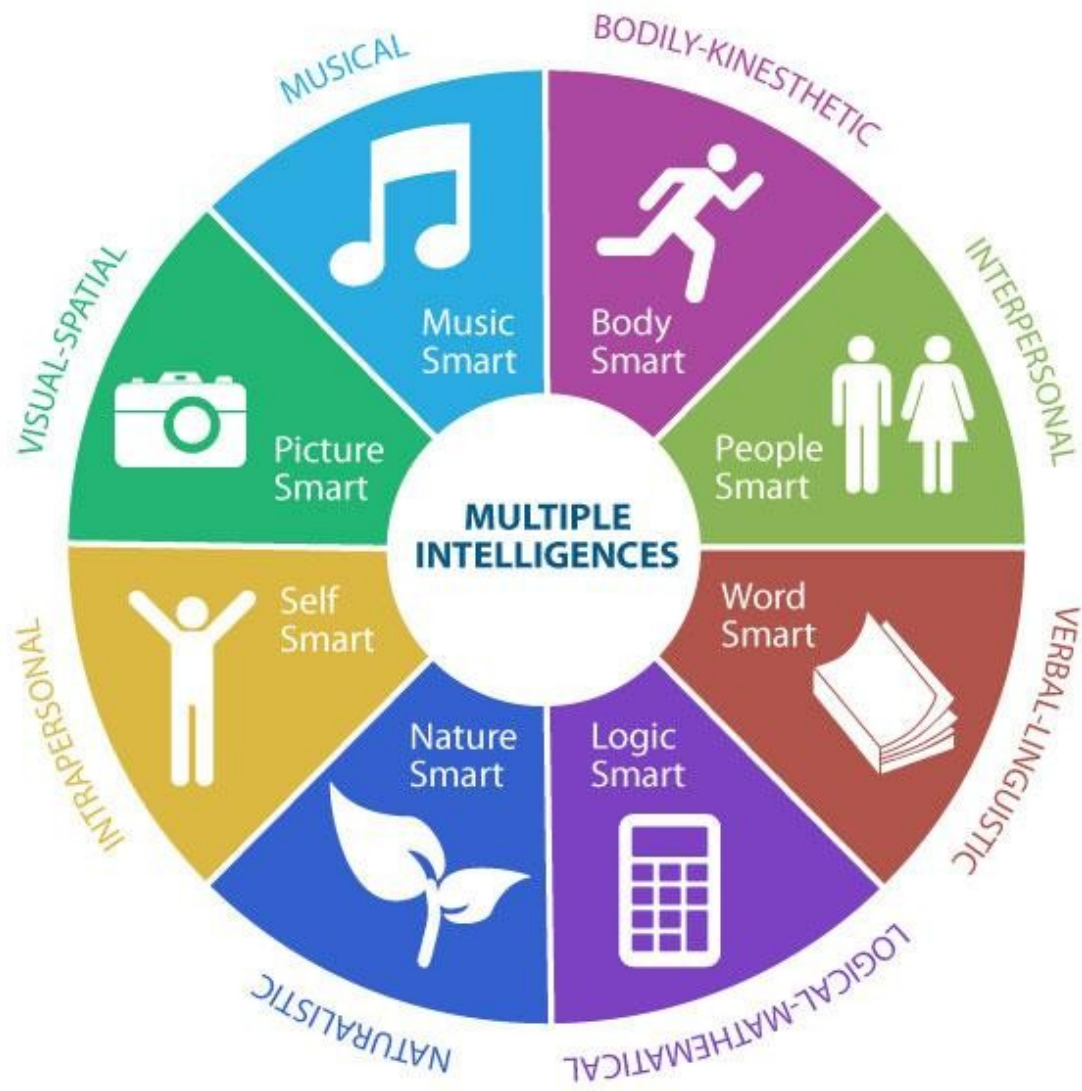 MULTIPLE
INTELLIGENCES
BODILY-KINESTHETIC
Body
Smart
INTERPERSONAL
People
Smart
VERBAL-LINGUISTIC
Word
Smart
LOGICAL-MATHEMATICAL
Logic
Smart
NATURALISTIC
Nature
Smart
INTRAPERSONAL
Self
Smart
VISUAL-SPATIAL
Picture
Smart
MUSICAL
Music
Smart